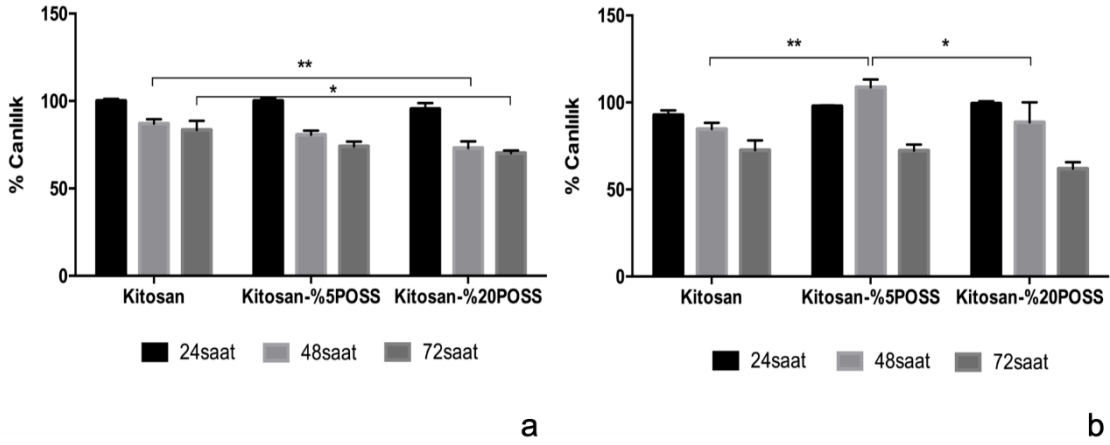 150
100
50
0
% Canlılık
**
*
Kitosan Kitosan-%5POSS Kitosan-%20POSS
24saat 48saat 72saat
a
150
100
50
0
% Canlılık
** *
Kitosan Kitosan-%5POSS Kitosan-%20POSS
24saat 48saat 72saat
b